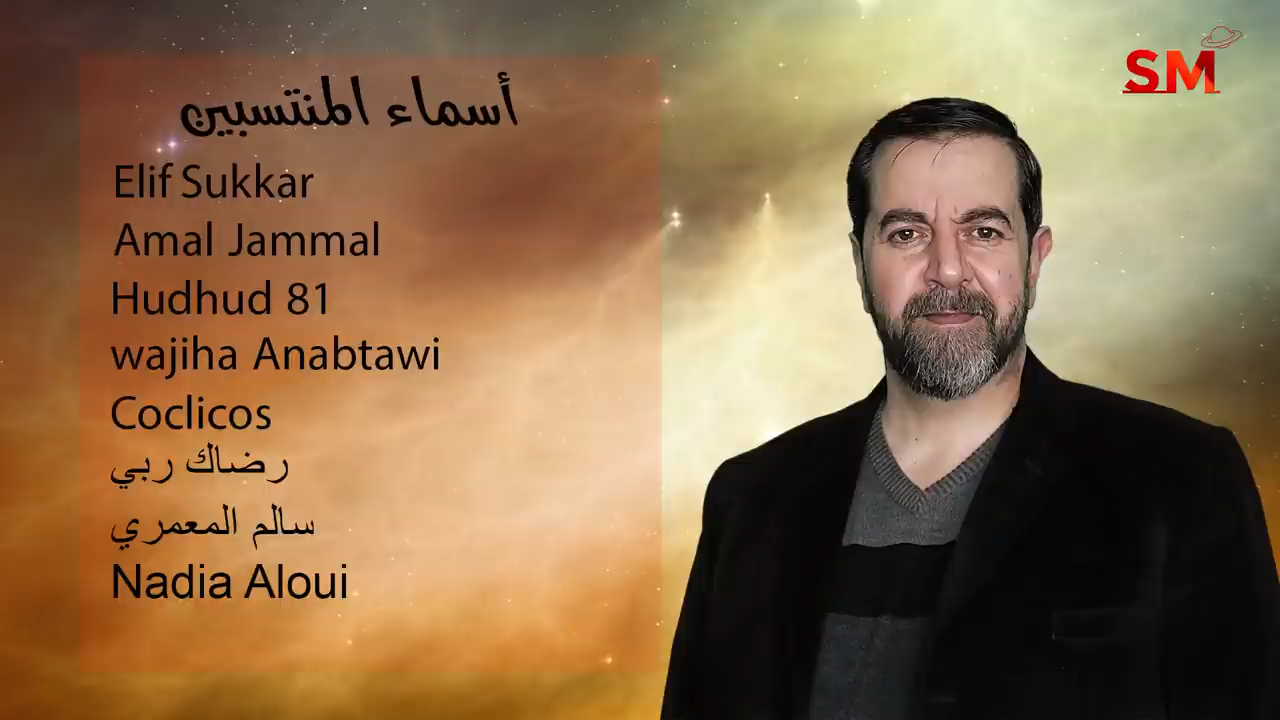 SM
أسماء المنتسبين
Elif Sukkar
Amal Jammal
Hudhud 81
wajiha Anabtawi
Coclicos
رضاك ربي
سالم المعمري
Nadia Aloui